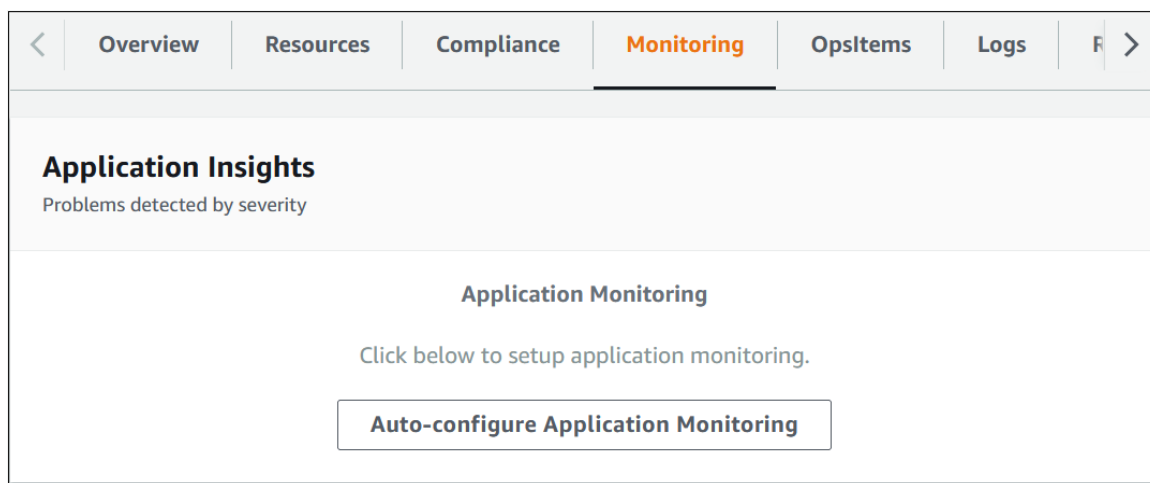 Overview Resources Compliance Monitoring OpsItems Logs
Application Insights
Problems detected by severity
Application Monitoring
Click below to setup application monitoring.
Auto-configure Application Monitoring